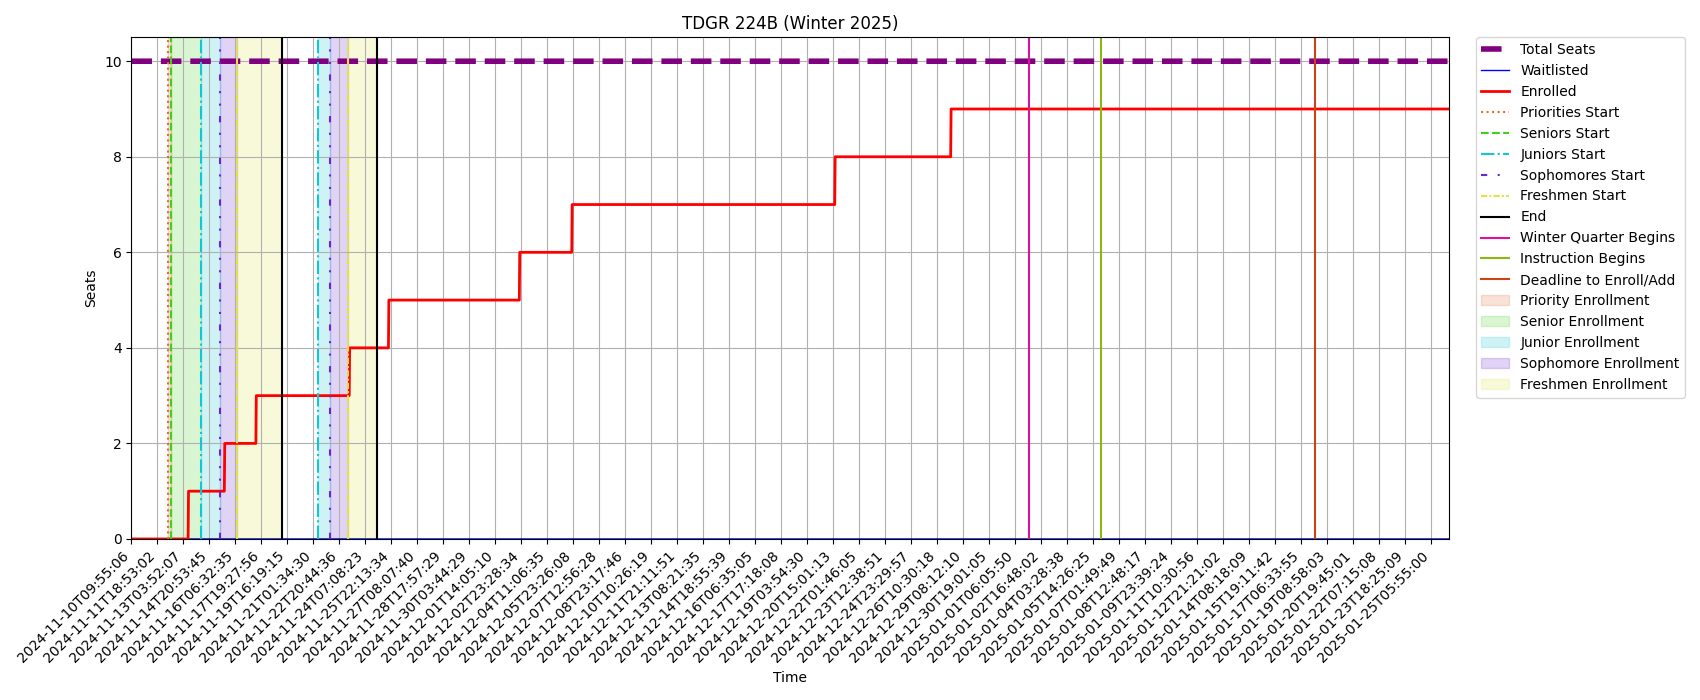 TDGR 224B (Winter 2025)
10
8
6
4
2
0
Seats
2024-11-10T09:55:06
2024-11-11T18:53:02
2024-11-13T13:52:07
2024-11-14T20:53:45
2024-11-16T06:32:35
2024-11-17T19:27:56
2024-11-19T16:19:15
2024-11-21T01:34:30
2024-11-22T20:44:36
2024-11-24T07:08:23
2024-11-25T22:13:34
2024-11-27T08:07:40
2024-11-28T17:57:29
2024-11-30T03:44:29
2024-12-01T14:05:10
2024-12-02T23:28:34
2024-12-04T11:06:35
2024-12-05T23:26:08
2024-12-07T12:56:28
2024-12-08T23:17:46
2024-12-10T10:26:19
2024-12-11T21:11:51
2024-12-13T08:21:35
2024-12-14T18:55:39
2024-12-16T06:35:05
2024-12-17T17:18:08
2024-12-19T03:54:30
2024-12-20T15:01:13
2024-12-22T01:46:05
2024-12-23T12:38:51
2024-12-24T23:29:57
2024-12-26T10:30:18
2024-12-29T08:12:10
2024-12-30T19:01:05
2025-01-01T06:05:50
2025-01-02T16:48:02
2025-01-04T03:28:38
2025-01-05T14:26:25
2025-01-07T01:49:49
2025-01-08T12:48:17
2025-01-09T23:39:24
2025-01-11T10:30:56
2025-01-12T21:21:02
2025-01-14T08:18:09
2025-01-15T19:11:42
2025-01-17T06:33:55
2025-01-19T08:58:03
2025-01-20T19:45:01
2025-01-22T07:15:08
2025-01-23T18:25:09
2025-01-25T05:55:00
Time
Total Seats
Waitlisted
Enrolled
Priorities Start
Seniors Start
Juniors Start
Sophomores Start
Freshmen Start
End
Winter Quarter Begins
Instruction Begins
Deadline to Enroll/Add
Priority Enrollment
Senior Enrollment
Junior Enrollment
Sophomore Enrollment
Freshmen Enrollment